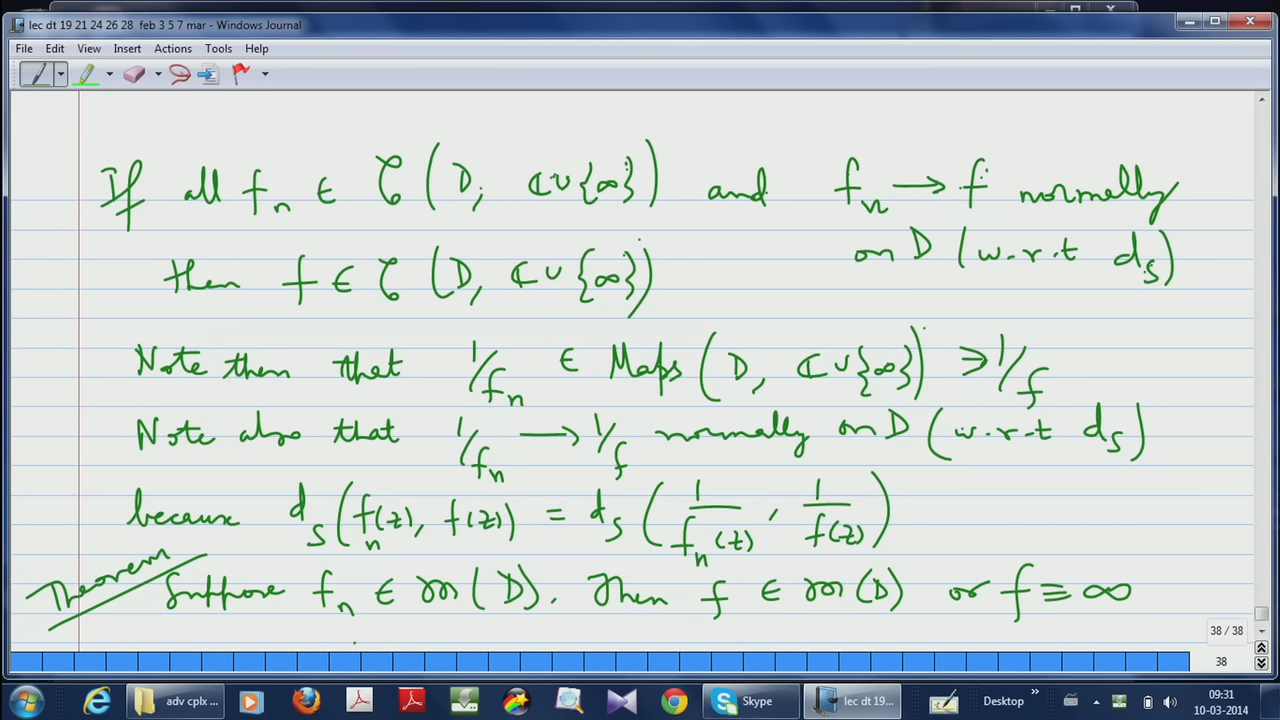 lec dt 19 21 24 26 28 feb 3 5 7 mar - Windows Journal
File Edit View Insert Actions Tools Help
If all fₙ ∈ 𝒞(D, ℂ∪{∞}) and fₙ → f normally
on D (w.r.t d_s)
then f ∈ 𝒞(D, ℂ∪{∞})
Note then that 1/fₙ ∈ Maps(D, ℂ∪{∞}) ∋ 1/f
Note also that 1/fₙ → 1/f normally on D (w.r.t d_s)
because d_s(fₙ(z), f(z)) = d_s(1/fₙ(z), 1/f(z))
Theorem Suppose fₙ ∈ 𝔐(D). Then f ∈ 𝔐(D) or f ≡ ∞
38 / 38
38
adv cplx ...
Skype
lec dt 19...
Desktop
09:31
10-03-2014